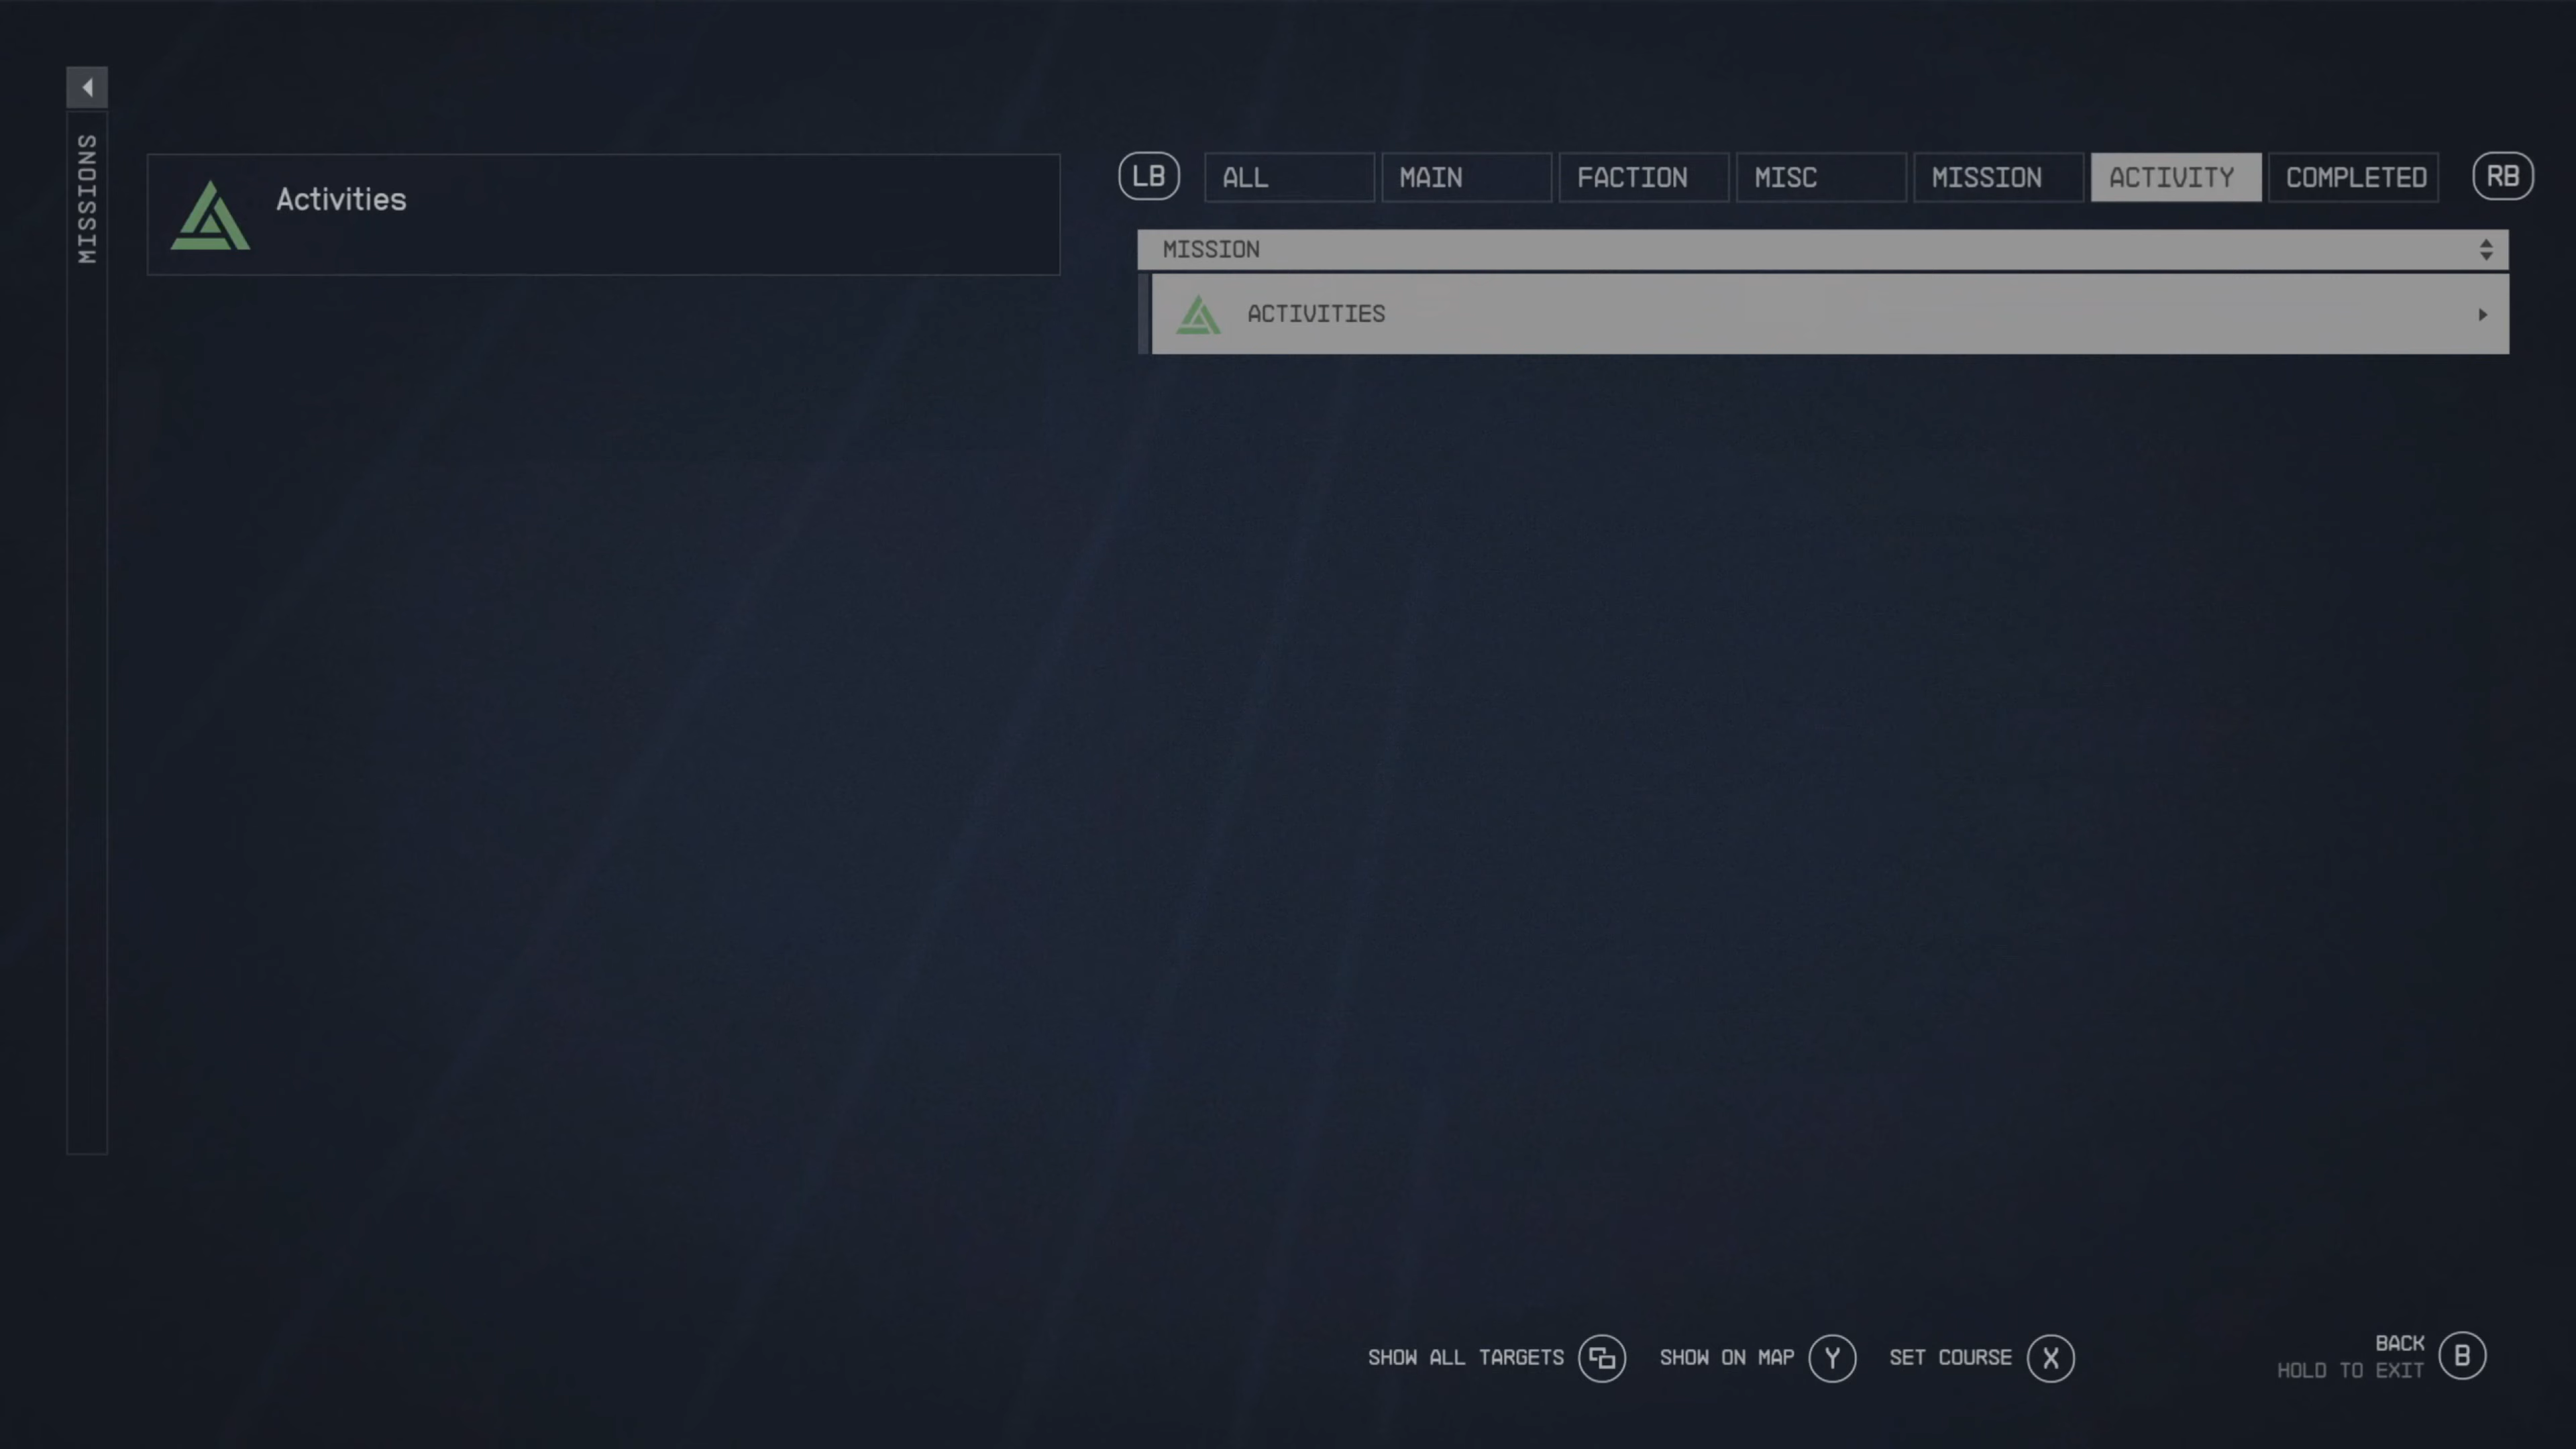 MISSIONS
Activities
LB ALL MAIN FACTION MISC MISSION ACTIVITY COMPLETED RB
MISSION
ACTIVITIES
SHOW ALL TARGETS SHOW ON MAP Y SET COURSE X
BACK B
HOLD TO EXIT